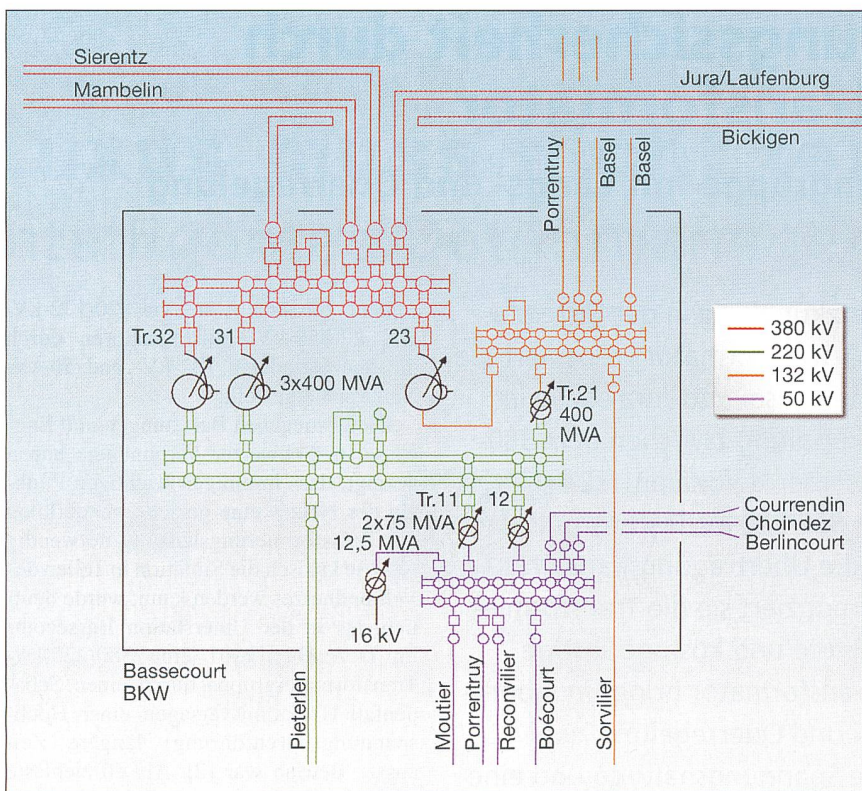 Sierentz
Mambelin
Jura/Laufenburg
Bickigen
Porrentruy
Basel
Basel
Tr.32
31
23
3x400 MVA
Tr.21
400
MVA
380 kV
220 kV
132 kV
50 kV
Tr.11
12
2x75 MVA
12,5 MVA
16 kV
Courrendin
Choindez
Berlincourt
Bassecourt
BKW
Pieterlen
Moutier
Porrentruy
Reconvilier
Boécourt
Sorvilier